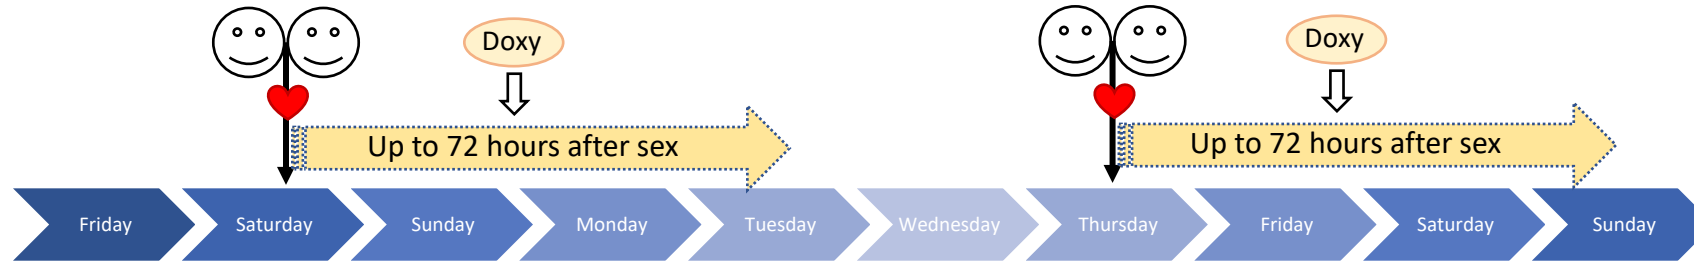 Doxy
Doxy
Up to 72 hours after sex
Up to 72 hours after sex
Friday
Saturday
Sunday
Monday
Tuesday
Wednesday
Thursday
Friday
Saturday
Sunday